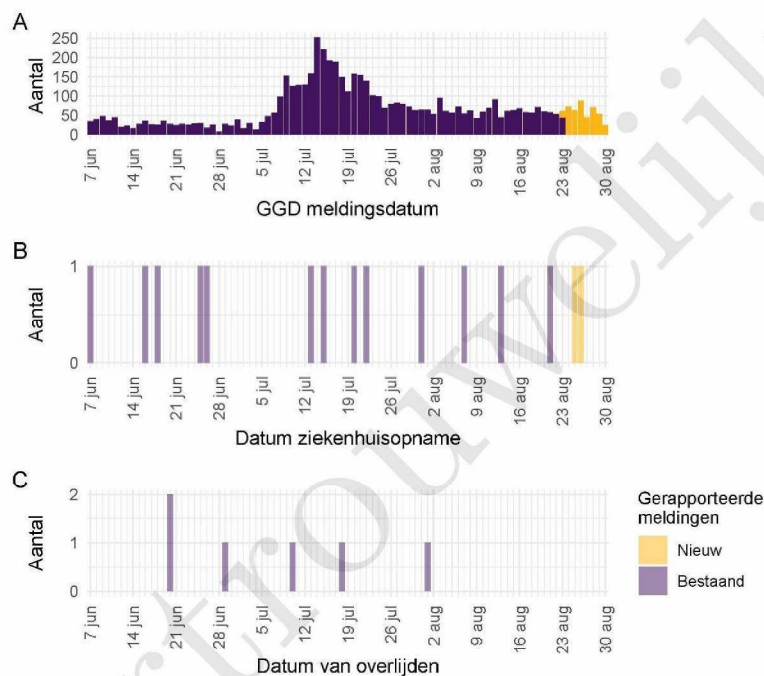 A
Aantal
250
200
150
100
50
0
7 jun
14 jun
21 jun
28 jun
5 jul
12 jul
19 jul
26 jul
2 aug
9 aug
16 aug
23 aug
30 aug
GGD meldingsdatum
B
Aantal
1
0
7 jun
14 jun
21 jun
28 jun
5 jul
12 jul
19 jul
26 jul
2 aug
9 aug
16 aug
23 aug
30 aug
Datum ziekenhuisopname
C
Aantal
2
1
0
7 jun
14 jun
21 jun
28 jun
5 jul
12 jul
19 jul
26 jul
2 aug
9 aug
16 aug
23 aug
30 aug
Datum van overlijden
Gerapporteerde
meldingen
Nieuw
Bestaand
rtrouwelijk